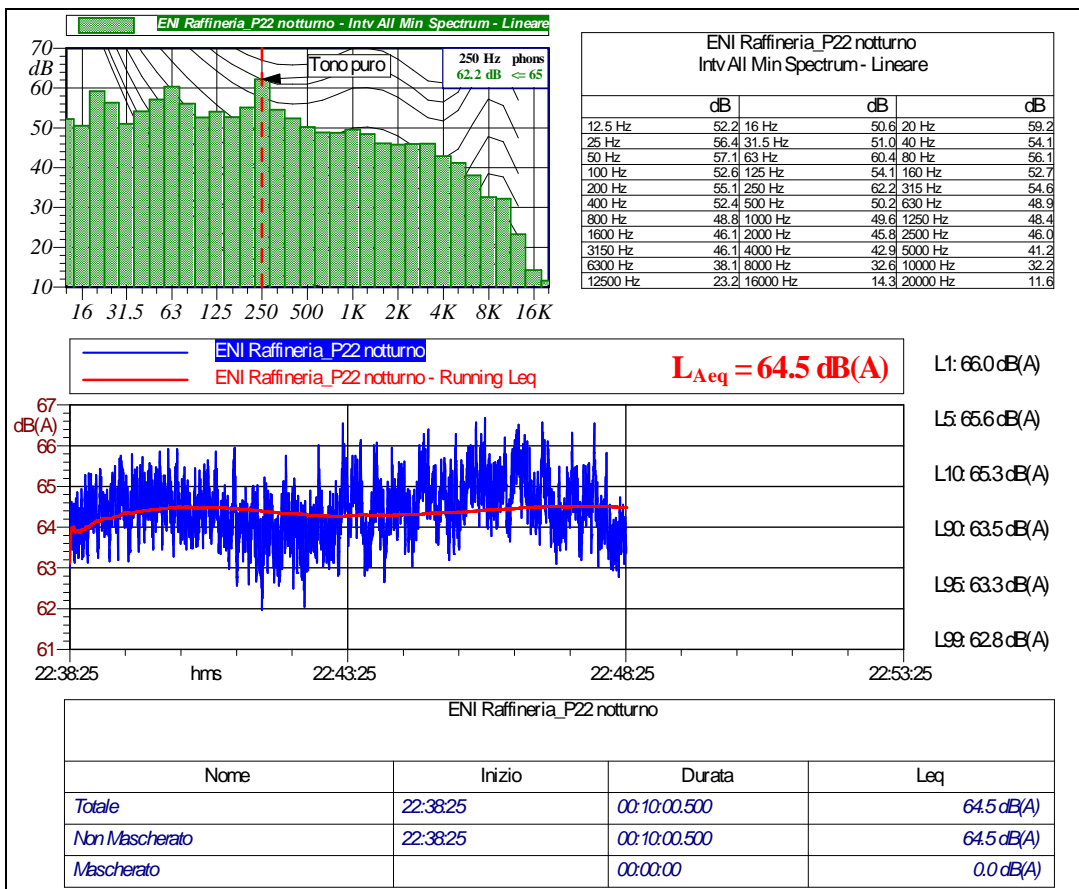 ENI Raffineria_P22 notturno - Intv All Min Spectrum - Lineare
70
dB
60
50
40
30
20
10
16 31.5 63 125 250 500 1K 2K 4K 8K 16K
Tono puro
250 Hz phons
62.2 dB <= 65
ENI Raffineria_P22 notturno
Intv All Min Spectrum - Lineare
dB dB dB
12.5 Hz 52.2 16 Hz 50.6 20 Hz 59.2
25 Hz 56.4 31.5 Hz 51.0 40 Hz 54.1
50 Hz 57.1 63 Hz 60.4 80 Hz 56.1
100 Hz 52.6 125 Hz 54.1 160 Hz 52.7
200 Hz 55.1 250 Hz 62.2 315 Hz 54.6
400 Hz 52.4 500 Hz 50.2 630 Hz 48.9
800 Hz 48.8 1000 Hz 49.6 1250 Hz 48.4
1600 Hz 46.1 2000 Hz 45.8 2500 Hz 46.0
3150 Hz 46.1 4000 Hz 42.9 5000 Hz 41.2
6300 Hz 38.1 8000 Hz 32.6 10000 Hz 32.2
12500 Hz 23.2 16000 Hz 14.3 20000 Hz 11.6
ENI Raffineria_P22 notturno
ENI Raffineria_P22 notturno - Running Leq
LAeq = 64.5 dB(A)
L1: 66.0 dB(A)
L5: 65.6 dB(A)
L10: 65.3 dB(A)
L90: 63.5 dB(A)
L95: 63.3 dB(A)
L99: 62.8 dB(A)
67
dB(A)
66
65
64
63
62
61
22:38:25 hms 22:43:25 22:48:25 22:53:25
ENI Raffineria_P22 notturno
Nome Inizio Durata Leq
Totale 22:38:25 00:10:00.500 64.5 dB(A)
Non Mascherato 22:38:25 00:10:00.500 64.5 dB(A)
Mascherato 00:00:00 0.0 dB(A)